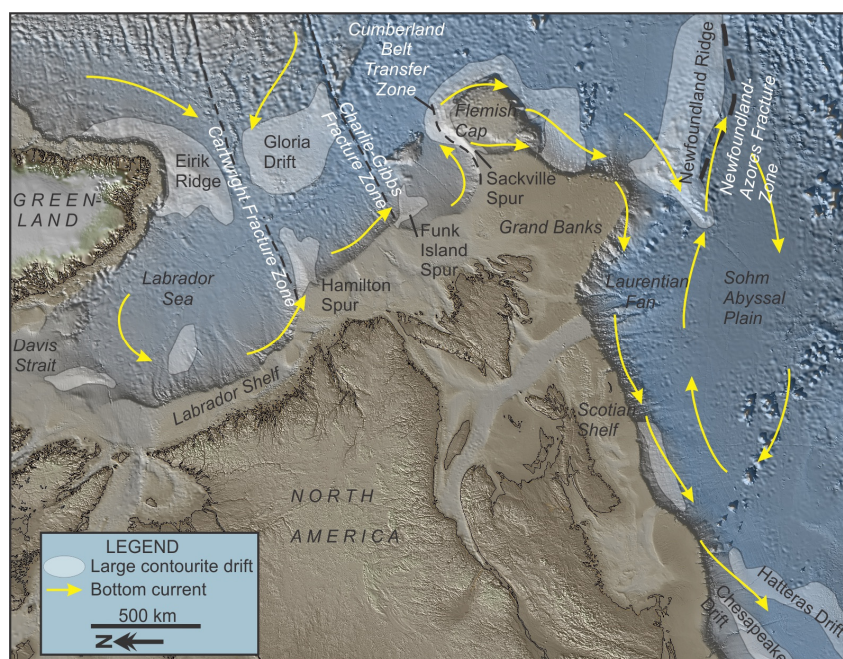 Cumberland
Belt
Transfer
Zone
Newfoundland Ridge
Newfoundland-
Azores Fracture
Zone
Charlie-Gibbs
Fracture Zone
Cartwright Fracture Zone
Flemish
Cap
Eirik
Ridge
Gloria
Drift
GREEN-
LAND
Sackville
Spur
Grand Banks
Funk
Island
Spur
Hamilton
Spur
Labrador
Sea
Laurentian
Fan
Sohm
Abyssal
Plain
Davis
Strait
Labrador Shelf
Scotian
Shelf
NORTH
AMERICA
LEGEND
Large contourite drift
Bottom current
500 km
N
Hatteras Drift
Chesapeake
Drift